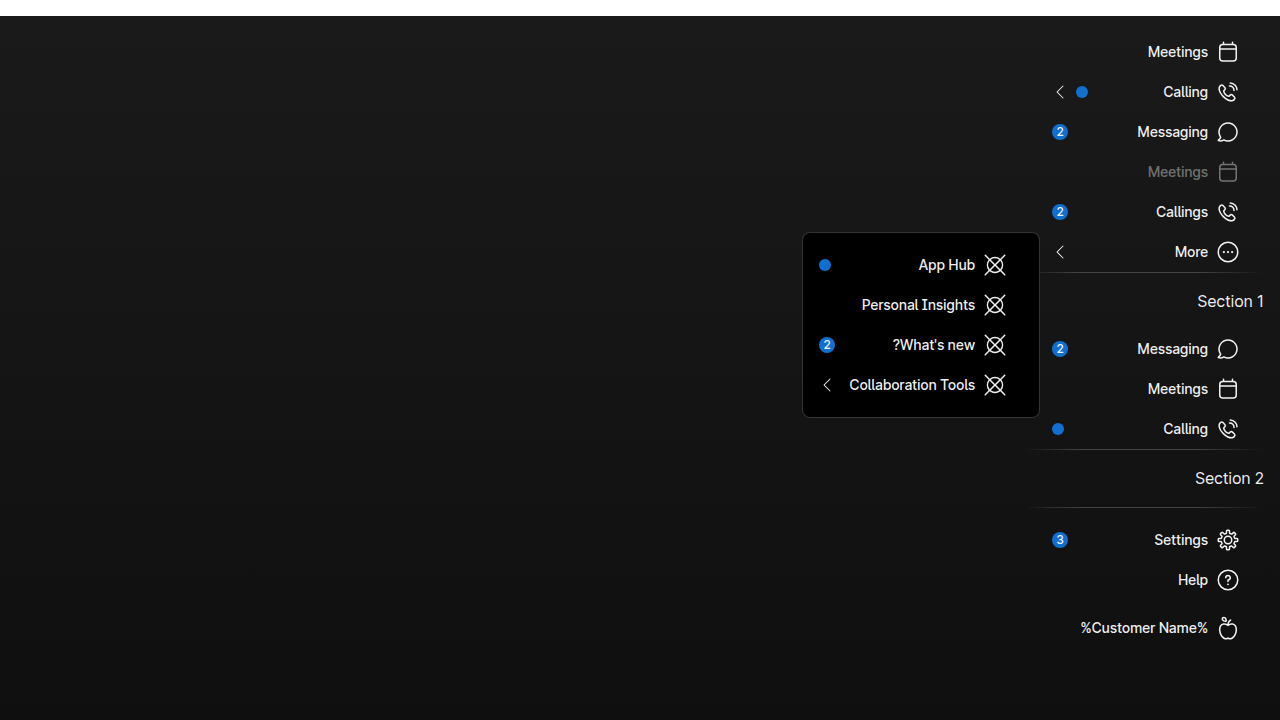 Meetings
Calling
2 Messaging
Meetings
2 Callings
More
App Hub
Personal Insights
2 ?What's new
Collaboration Tools
Section 1
2 Messaging
Meetings
Calling
Section 2
3 Settings
Help
%Customer Name%